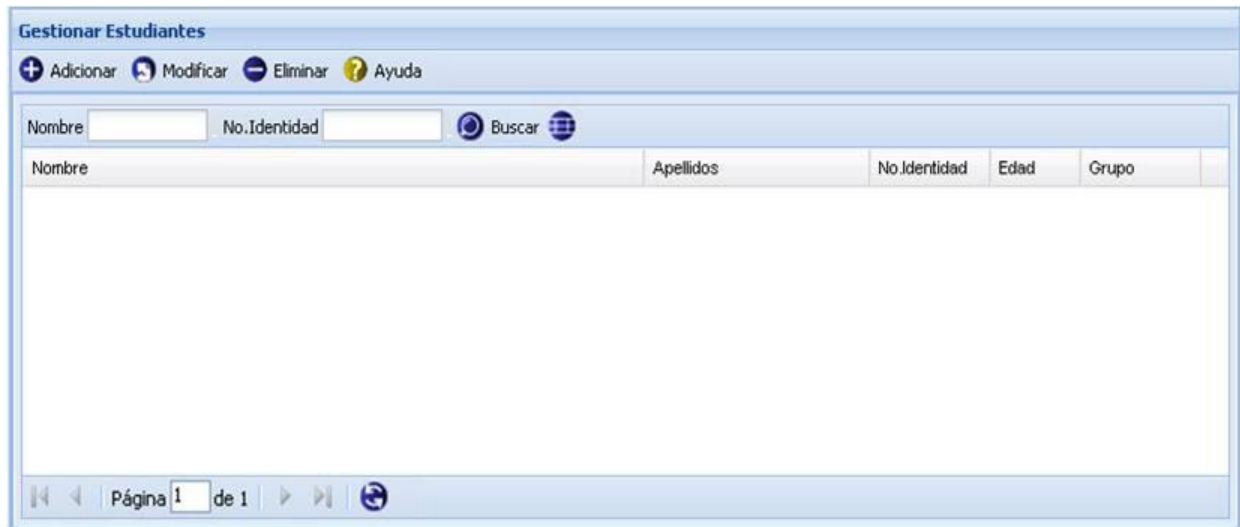 Gestionar Estudiantes
Adicionar Modificar Eliminar ? Ayuda
Nombre No.Identidad Buscar
Nombre Apellidos No.Identidad Edad Grupo
Página 1 de 1